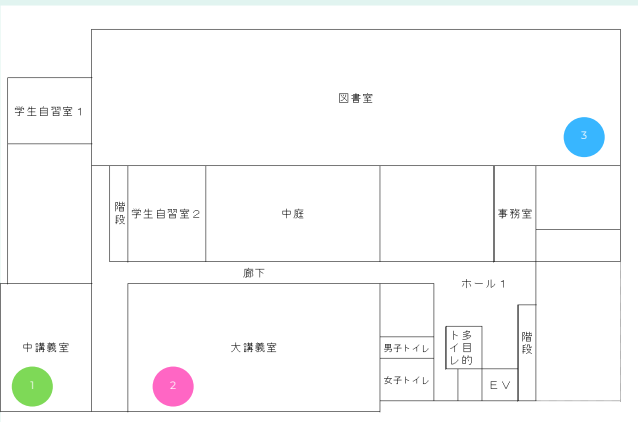 図書室
学生自習室1
3
階段
学生自習室2
中庭
事務室
廊下
ホール1
中講義室
大講義室
男子トイレ
女子トイレ
多目的トイレ
階段
EV
1
2